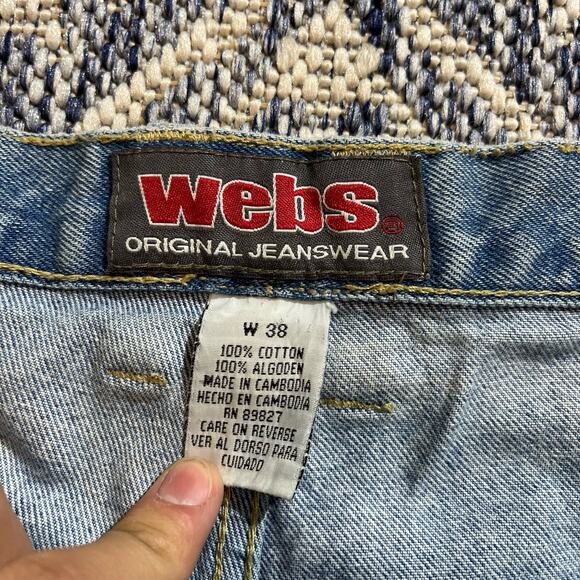 webs®
ORIGINAL JEANSWEAR
W 38
100% COTTON
100% ALGODEN
MADE IN CAMBODIA
HECHO EN CAMBODIA
RN 89827
CARE ON REVERSE
VER AL DORSO PARA
CUIDADO